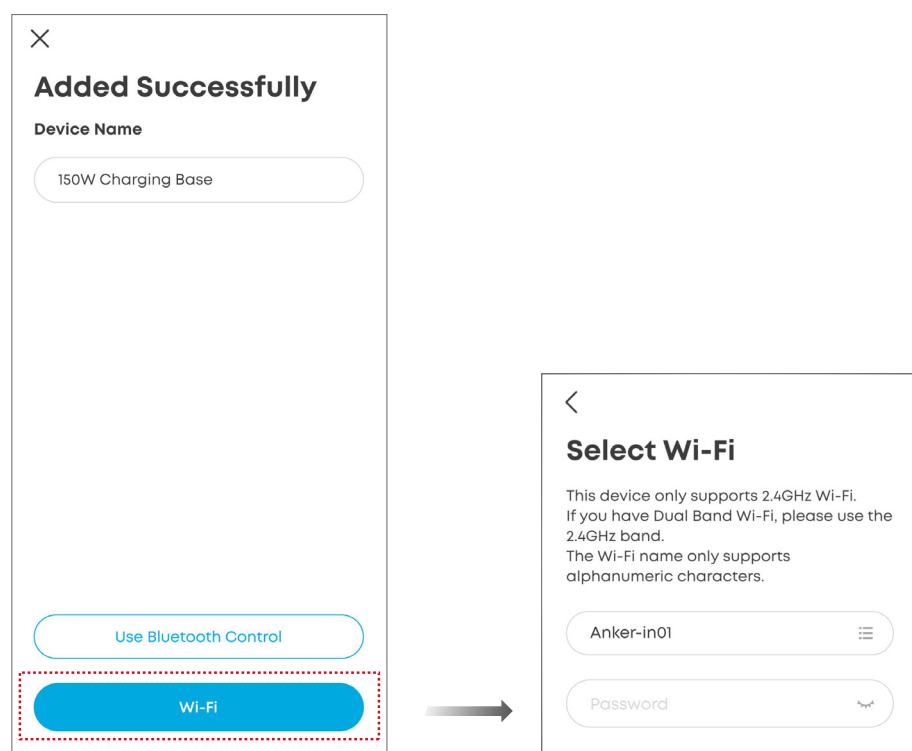 Added Successfully
Device Name
150W Charging Base
Use Bluetooth Control
Wi-Fi
Select Wi-Fi
This device only supports 2.4GHz Wi-Fi.
If you have Dual Band Wi-Fi, please use the
2.4GHz band.
The Wi-Fi name only supports
alphanumeric characters.
Anker-in01
Password